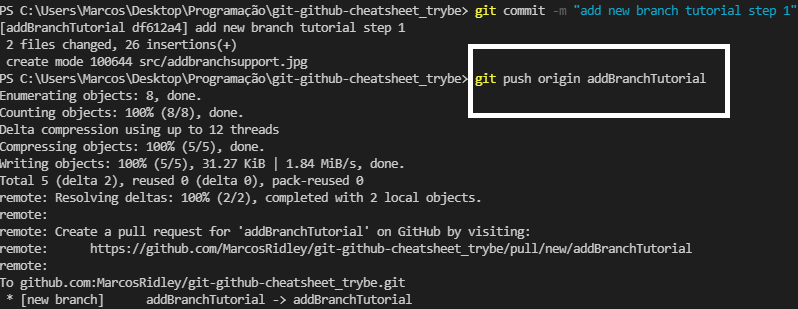 PS C:\Users\Marcos\Desktop\Programação\git-github-cheatsheet_trybe> git commit -m "add new branch tutorial step 1"
[addBranchTutorial df612a4] add new branch tutorial step 1
 2 files changed, 26 insertions(+)
 create mode 100644 src/addbranchsupport.jpg
PS C:\Users\Marcos\Desktop\Programação\git-github-cheatsheet_trybe> git push origin addBranchTutorial
Enumerating objects: 8, done.
Counting objects: 100% (8/8), done.
Delta compression using up to 12 threads
Compressing objects: 100% (5/5), done.
Writing objects: 100% (5/5), 31.27 KiB | 1.84 MiB/s, done.
Total 5 (delta 2), reused 0 (delta 0), pack-reused 0
remote: Resolving deltas: 100% (2/2), completed with 2 local objects.
remote:
remote: Create a pull request for 'addBranchTutorial' on GitHub by visiting:
remote:      https://github.com/MarcosRidley/git-github-cheatsheet_trybe/pull/new/addBranchTutorial
remote:
To github.com:MarcosRidley/git-github-cheatsheet_trybe.git
 * [new branch]      addBranchTutorial -> addBranchTutorial